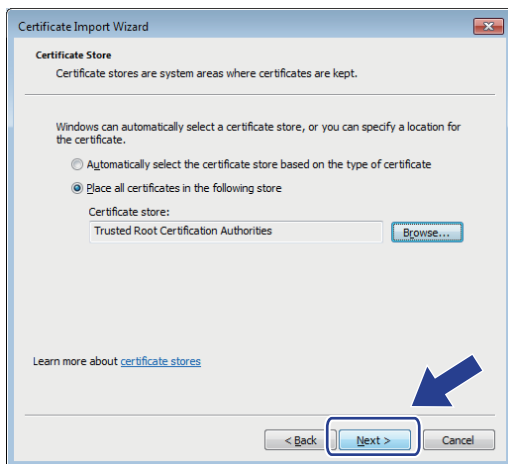 Certificate Import Wizard
Certificate Store
Certificate stores are system areas where certificates are kept.
Windows can automatically select a certificate store, or you can specify a location for
the certificate.
Automatically select the certificate store based on the type of certificate
Place all certificates in the following store
Certificate store:
Trusted Root Certification Authorities
Browse...
Learn more about certificate stores
< Back
Next >
Cancel